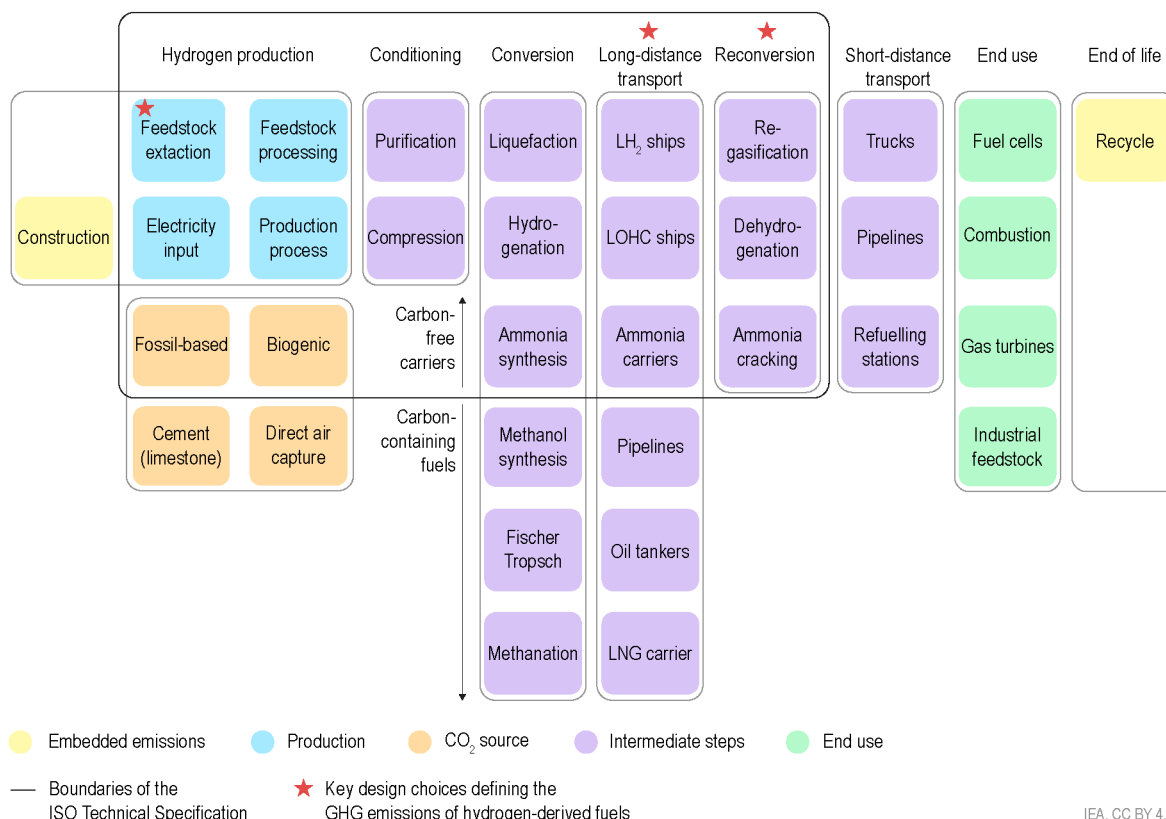 Hydrogen production
Conditioning
Conversion
Long-distance
transport
Reconversion
Short-distance
transport
End use
End of life
Feedstock
extaction
Feedstock
processing
Purification
Liquefaction
LH2 ships
Re-
gasification
Trucks
Fuel cells
Recycle
Construction
Electricity
input
Production
process
Compression
Hydro-
genation
LOHC ships
Dehydro-
genation
Pipelines
Combustion
Fossil-based
Biogenic
Carbon-
free
carriers
Ammonia
synthesis
Ammonia
carriers
Ammonia
cracking
Refuelling
stations
Gas turbines
Cement
(limestone)
Direct air
capture
Carbon-
containing
fuels
Methanol
synthesis
Pipelines
Industrial
feedstock
Fischer
Tropsch
Oil tankers
Methanation
LNG carrier
Embedded emissions
Production
CO2 source
Intermediate steps
End use
Boundaries of the
ISO Technical Specification
Key design choices defining the
GHG emissions of hydrogen-derived fuels
IEA. CC BY 4.